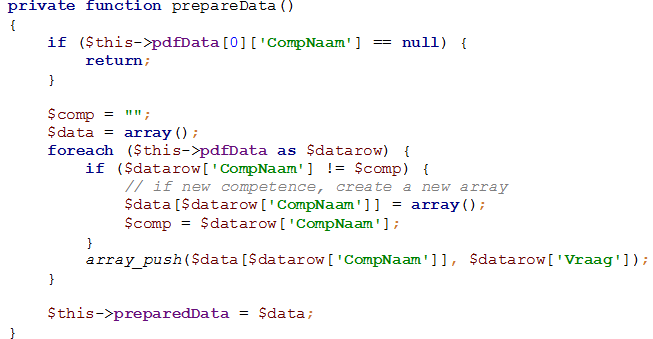 private function prepareData()
{
    if ($this->pdfData[0]['CompNaam'] == null) {
        return;
    }

    $comp = "";
    $data = array();
    foreach ($this->pdfData as $datarow) {
        if ($datarow['CompNaam'] != $comp) {
            // if new competence, create a new array
            $data[$datarow['CompNaam']] = array();
            $comp = $datarow['CompNaam'];
        }
        array_push($data[$datarow['CompNaam']], $datarow['Vraag']);
    }

    $this->preparedData = $data;
}